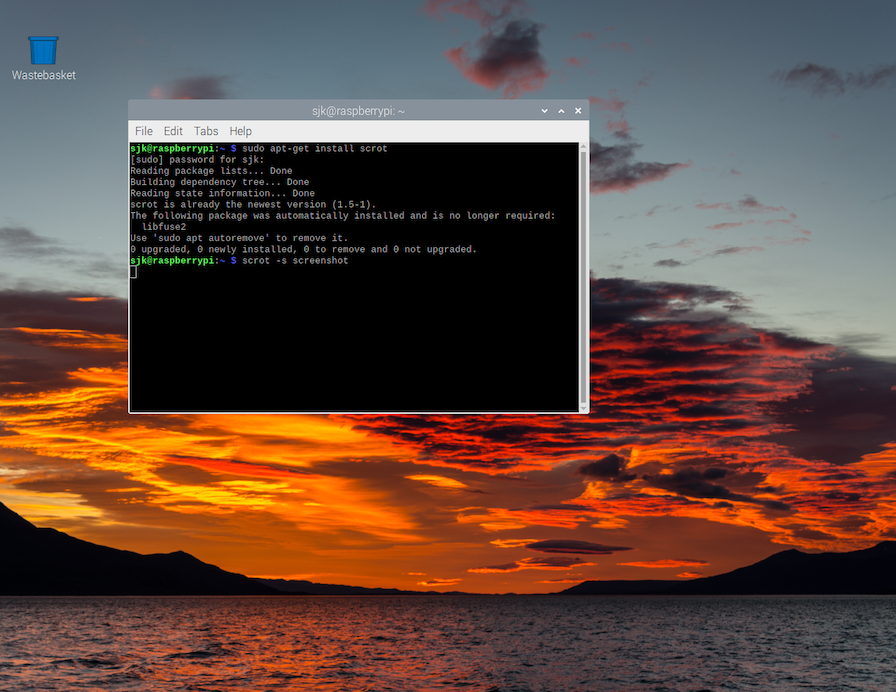 Wastebasket
sjk@raspberrypi: ~
File Edit Tabs Help
sjk@raspberrypi:~ $ sudo apt-get install scrot
[sudo] password for sjk:
Reading package lists... Done
Building dependency tree... Done
Reading state information... Done
scrot is already the newest version (1.5-1).
The following package was automatically installed and is no longer required:
  libfuse2
Use 'sudo apt autoremove' to remove it.
0 upgraded, 0 newly installed, 0 to remove and 0 not upgraded.
sjk@raspberrypi:~ $ scrot -s screenshot